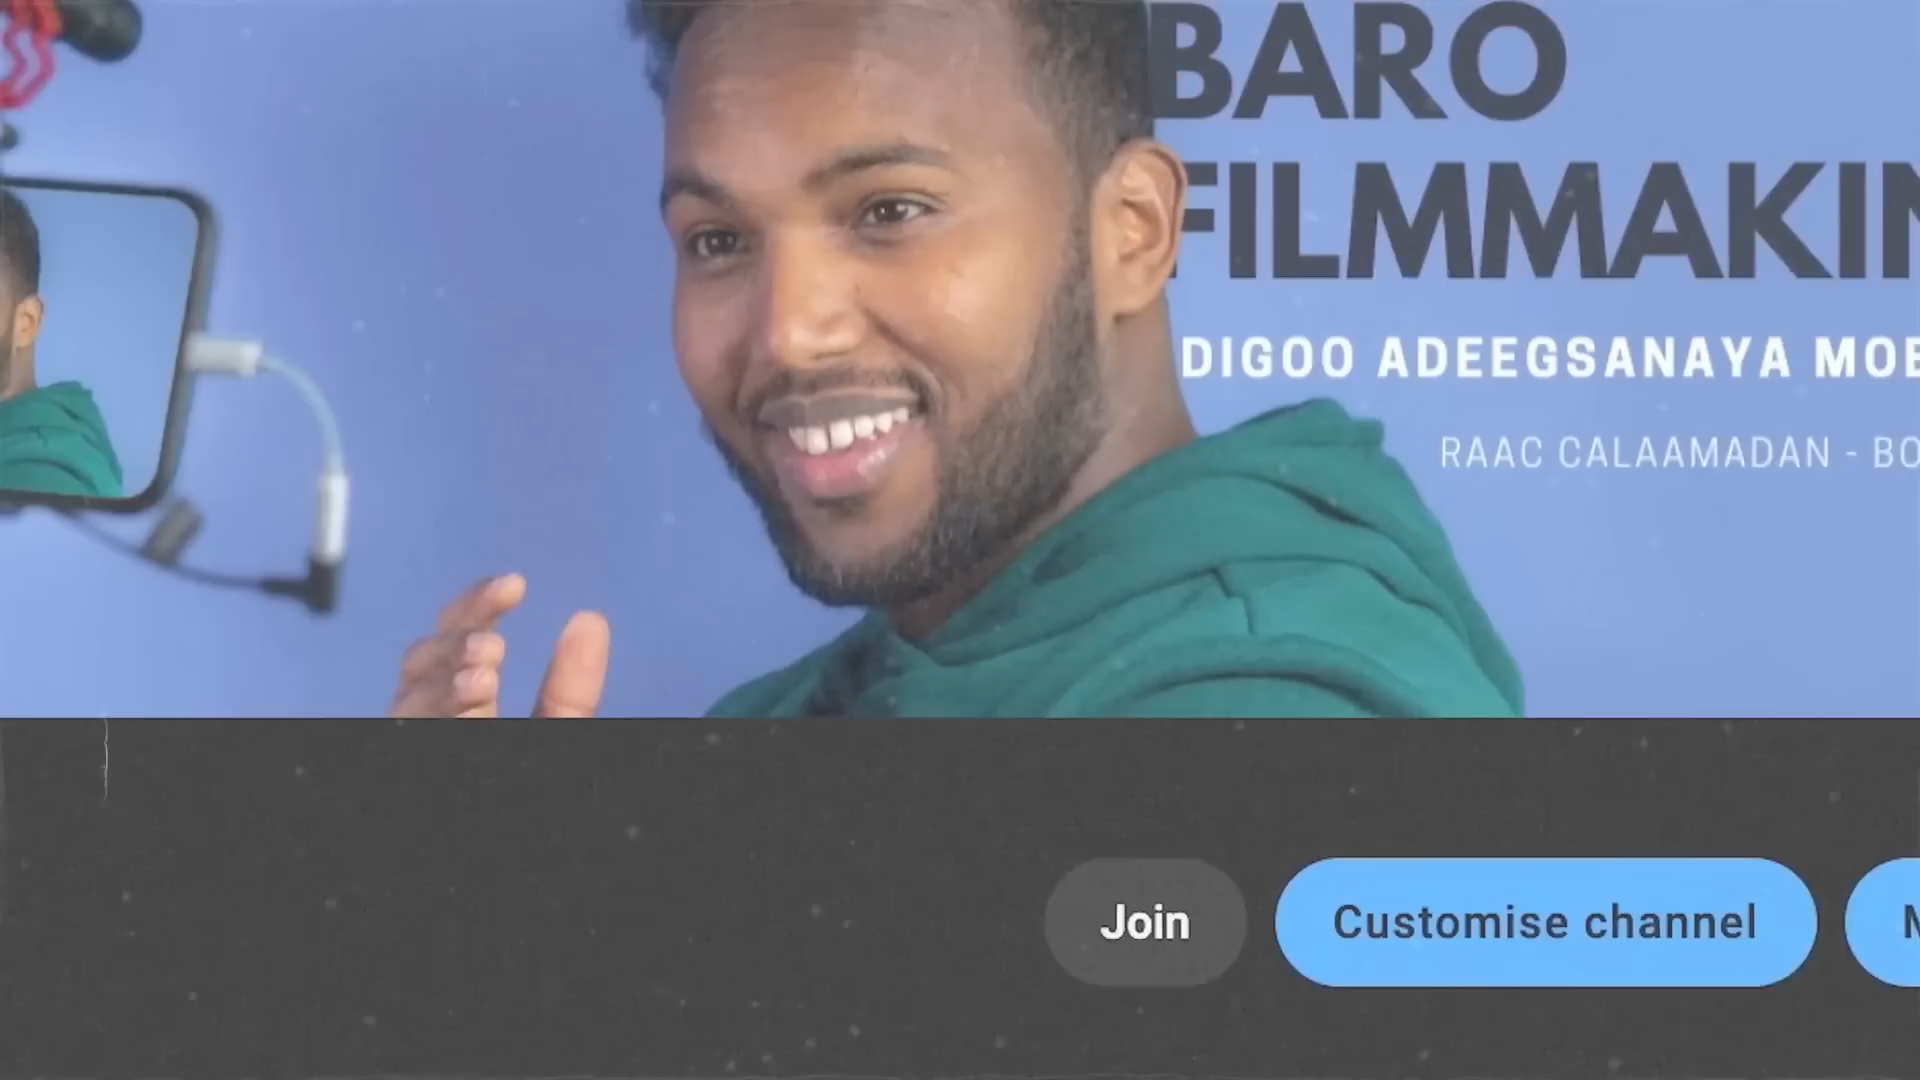 BARO
FILMMAKIN
DIGOO ADEEGSANAYA MOB
RAAC CALAAMADAN - BO
Join
Customise channel
M